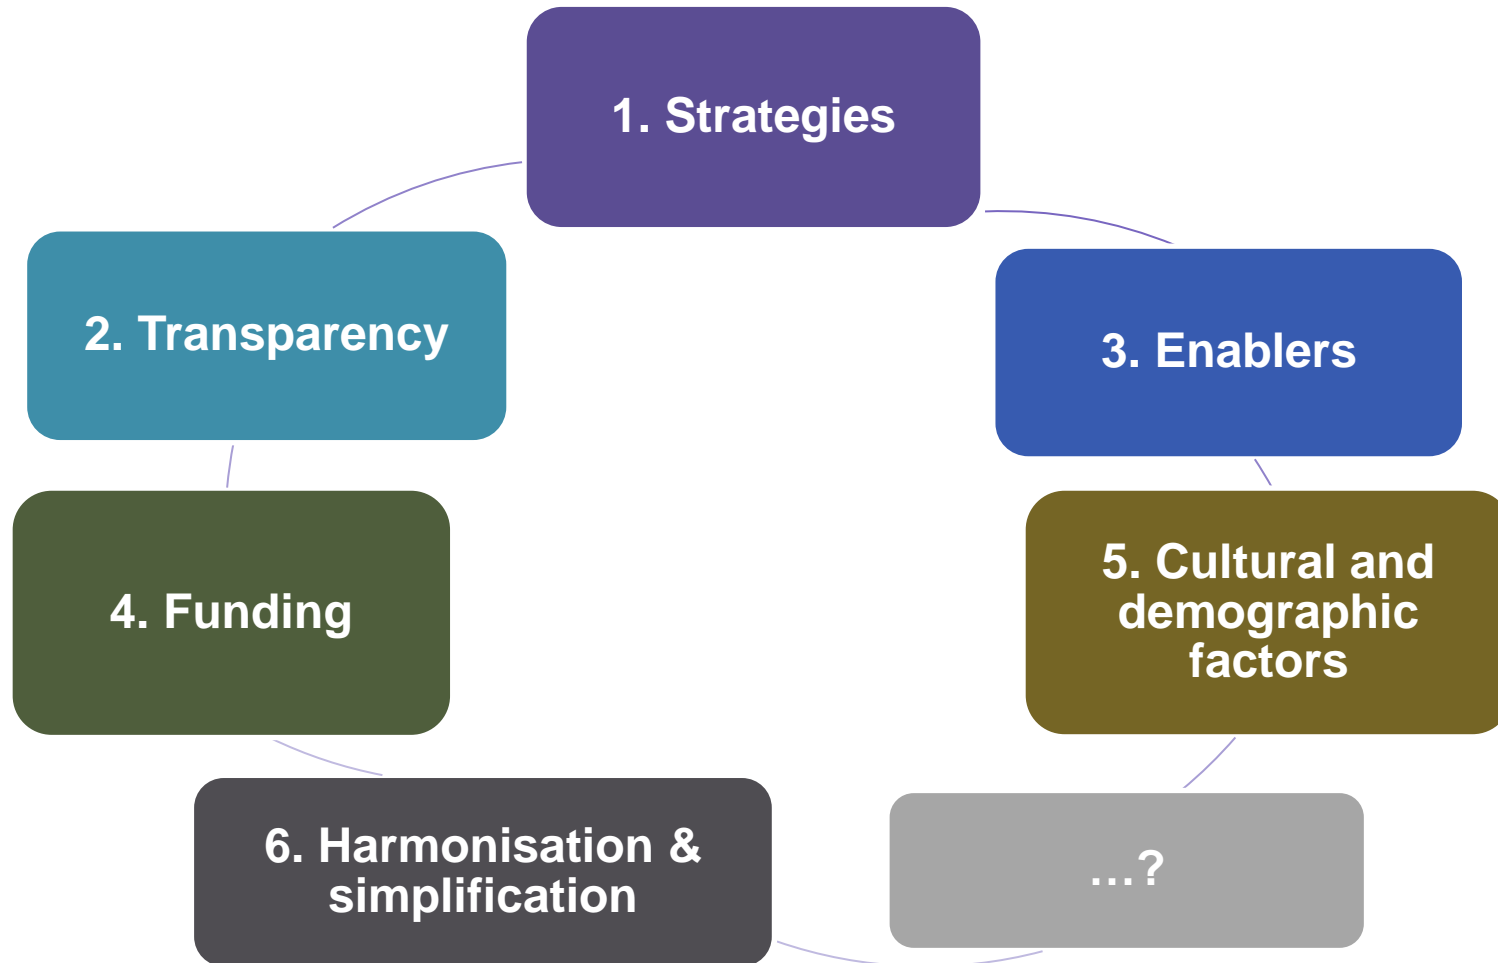 1. Strategies
2. Transparency
3. Enablers
4. Funding
5. Cultural and
demographic
factors
6. Harmonisation &
simplification
…?